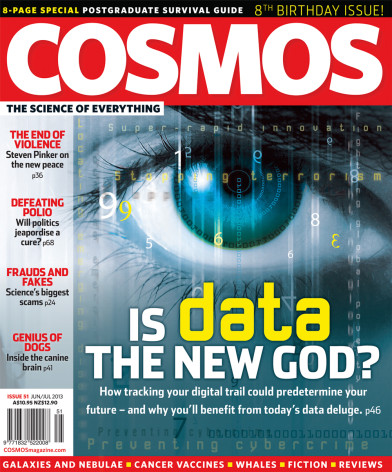 8-PAGE SPECIAL POSTGRADUATE SURVIVAL GUIDE
8TH BIRTHDAY ISSUE!
COSMOS
THE SCIENCE OF EVERYTHING
THE END OF
VIOLENCE
Steven Pinker on
the new peace
p36
DEFEATING
POLIO
Will politics
jeapordise a
cure? p68
FRAUDS AND
FAKES
Science's biggest
scams p24
GENIUS OF
DOGS
Inside the canine
brain p41
Super-rapid innovation
Stopping terrorism
IS data
THE NEW GOD?
How tracking your digital trail could predetermine your
future – and why you'll benefit from today's data deluge. p46
Preventing cybercrime
ISSUE 51 JUN/JUL 2013
A$10.95 NZ$12.90
51
9 771832 522008
COSMOSmagazine.com
GALAXIES AND NEBULAE WHALES CANCER VACCINES FICTION REVIEWS